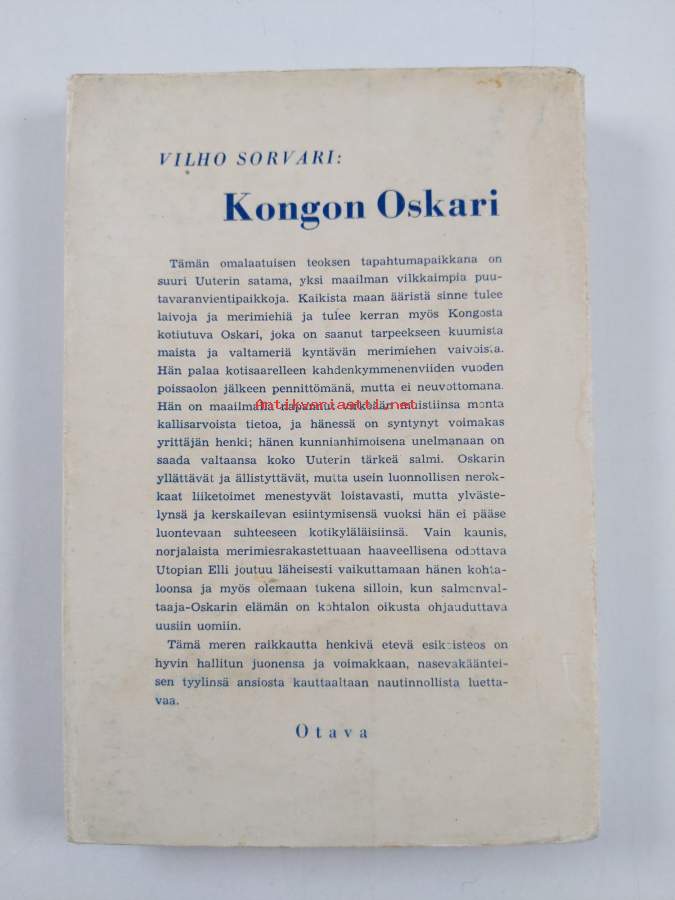 VILHO SORVARI:
Kongon Oskari
Tämän omalaatuisen teoksen tapahtumapaikkana on
suuri Uuterin satama, yksi maailman vilkkaimpia puu-
tavaranvientipaikkoja. Kaikista maan ääristä sinne tulee
laivoja ja merimiehiä ja tulee kerran myös Kongosta
kotiutuva Oskari, joka on saanut tarpeekseen kuumista
maista ja valtameriä kyntävän merimiehen vaivoista.
Hän palaa kotisaarelleen kahdenkymmenenviiden vuoden
poissaolon jälkeen pennittömänä, mutta ei neuvottomana.
Antikvariaattii.net
Hän on maailmalla napannut muistiinsa monta
kallisarvoista tietoa, ja hänessä on syntynyt voimakas
yrittäjän henki; hänen kunnianhimoisena unelmanaan on
saada valtaansa koko Uuterin tärkeä salmi. Oskarin
yllättävät ja ällistyttävät, mutta usein luonnollisen nerok-
kaat liiketoimet menestyvät loistavasti, mutta ylväste-
lynsä ja kerskailevan esiintymisensä vuoksi hän ei pääse
luontevaan suhteeseen kotikyläläisiinsä. Vain kaunis,
norjalaista merimiesrakastettuaan haaveellisena odottava
Utopian Elli joutuu läheisesti vaikuttamaan hänen kohta-
loonsa ja myös olemaan tukena silloin, kun salmenval-
taaja-Oskarin elämän on kohtalon oikusta ohjauduttava
uusiin uomiin.
Tämä meren raikkautta henkivä etevä esikoisteos on
hyvin hallitun juonensa ja voimakkaan, nasevakääntei-
sen tyylinsä ansiosta kauttaaltaan nautinnollista luetta-
vaa.
Otava